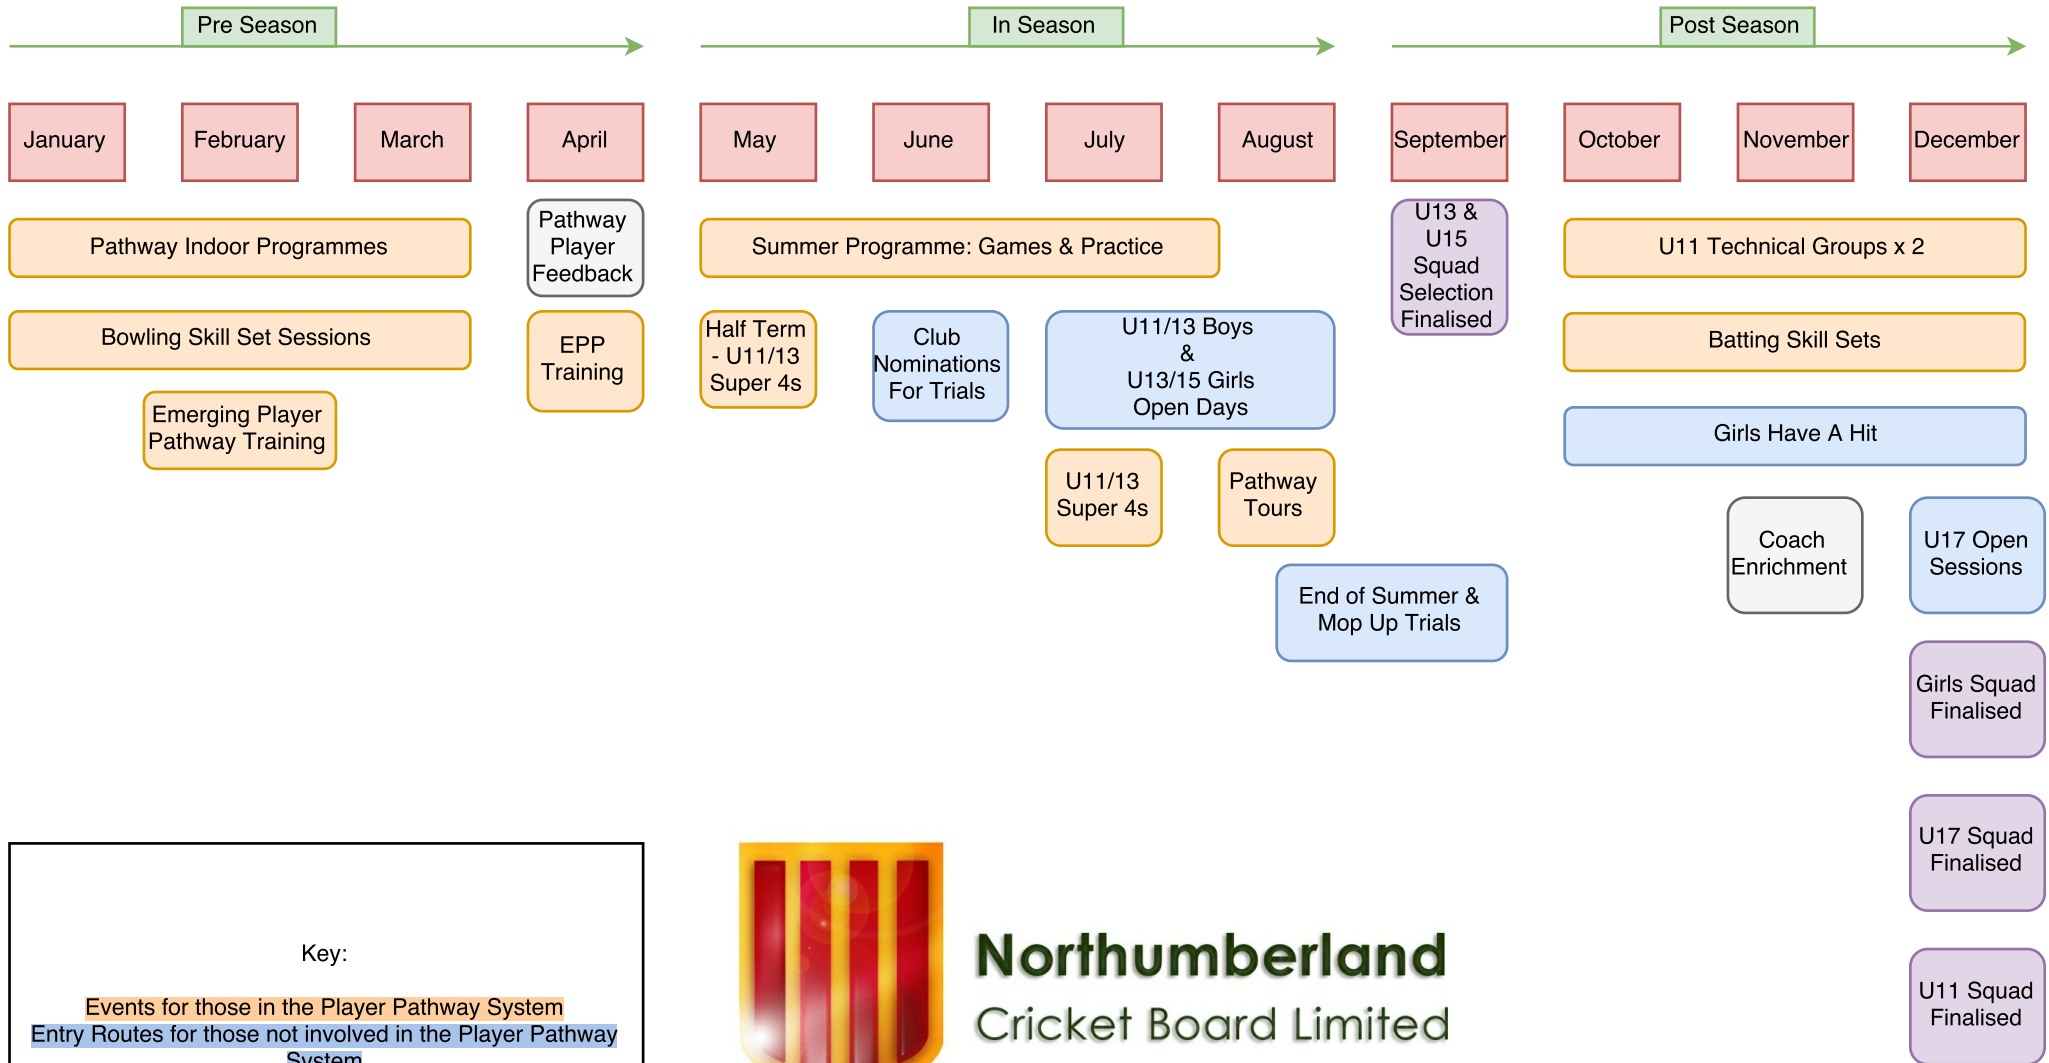 Pre Season
In Season
Post Season
January
February
March
April
May
June
July
August
September
October
November
December
Pathway Indoor Programmes
Pathway
Player
Feedback
Summer Programme: Games & Practice
U13 &
U15
Squad
Selection
Finalised
U11 Technical Groups x 2
Bowling Skill Set Sessions
EPP
Training
Half Term
- U11/13
Super 4s
Club
Nominations
For Trials
U11/13 Boys
&
U13/15 Girls
Open Days
Batting Skill Sets
Emerging Player
Pathway Training
Girls Have A Hit
U11/13
Super 4s
Pathway
Tours
Coach
Enrichment
U17 Open
Sessions
End of Summer &
Mop Up Trials
Girls Squad
Finalised
U17 Squad
Finalised
Key:
Events for those in the Player Pathway System
Entry Routes for those not involved in the Player Pathway
System
Northumberland
Cricket Board Limited
U11 Squad
Finalised